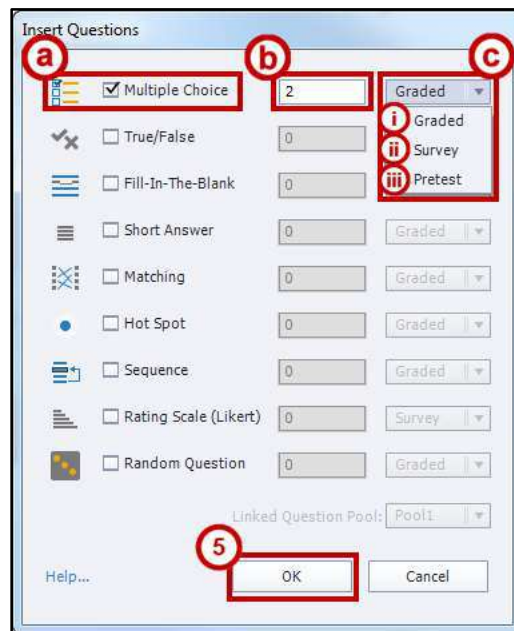 Insert Questions
a b c
Multiple Choice 2 Graded
i Graded
True/False 0
ii Survey
Fill-In-The-Blank 0 iii Pretest
Short Answer 0 Graded
Matching 0 Graded
Hot Spot 0 Graded
Sequence 0 Graded
Rating Scale (Likert) 0 Survey
Random Question 0 Graded
Linked Question Pool: Pool1
5
Help... OK Cancel